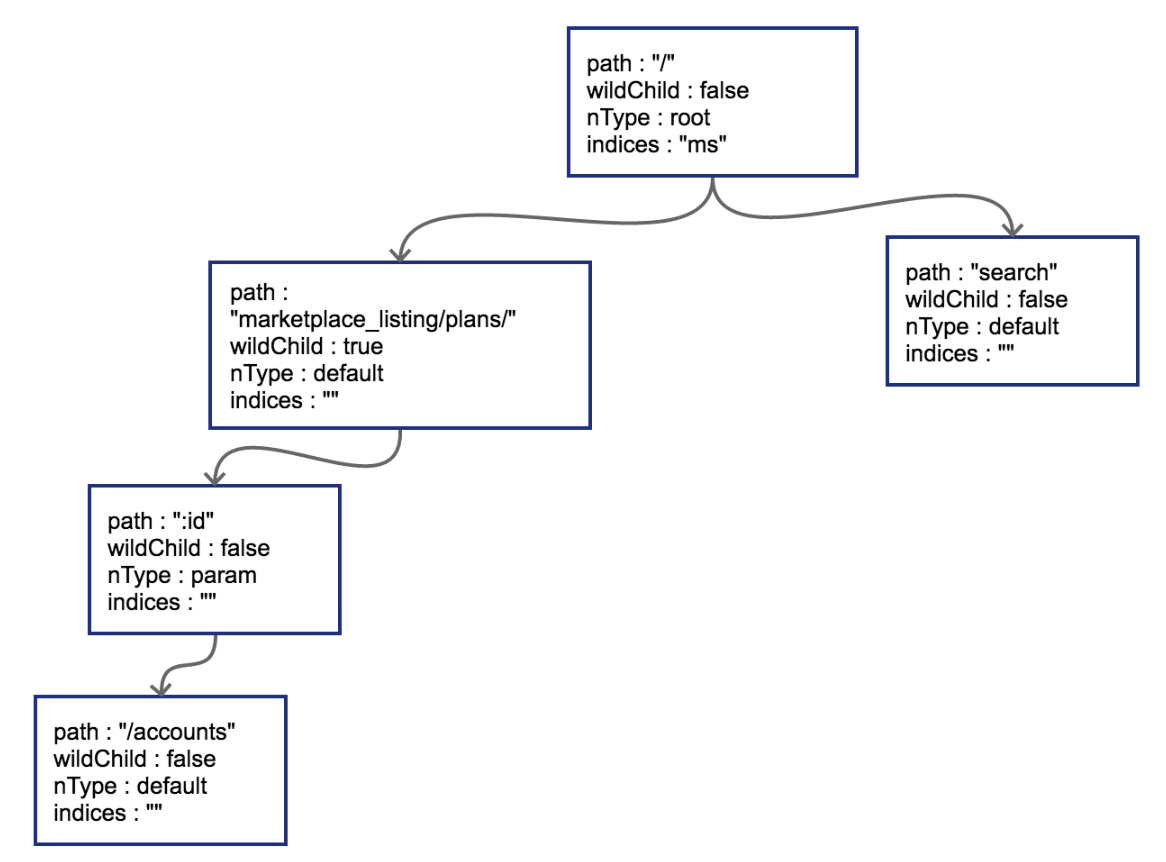 path : "/"
wildChild : false
nType : root
indices : "ms"
path :
"marketplace_listing/plans/"
wildChild : true
nType : default
indices : ""
path : "search"
wildChild : false
nType : default
indices : ""
path : ":id"
wildChild : false
nType : param
indices : ""
path : "/accounts"
wildChild : false
nType : default
indices : ""